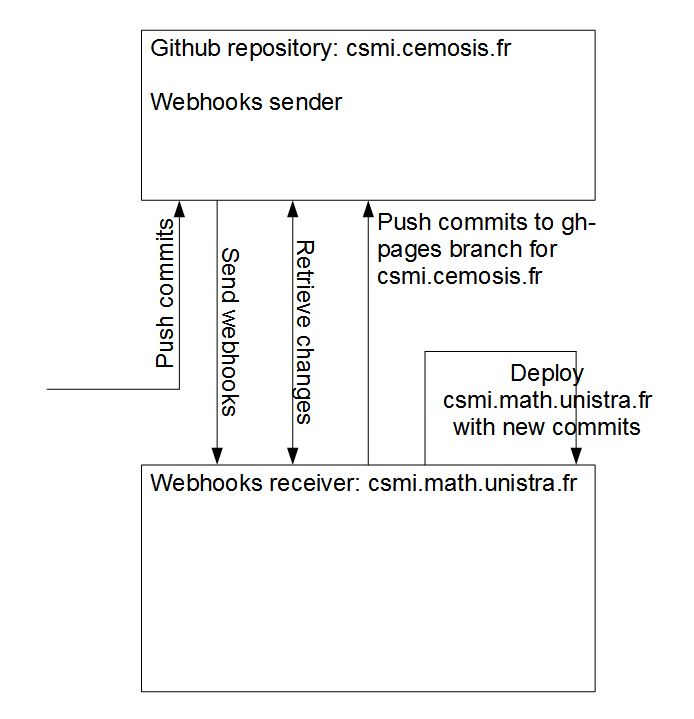 Github repository: csmi.cemosis.fr
Webhooks sender
Push commits
Send webhooks
Retrieve changes
Push commits to gh-
pages branch for
csmi.cemosis.fr
Deploy
csmi.math.unistra.fr
with new commits
Webhooks receiver: csmi.math.unistra.fr